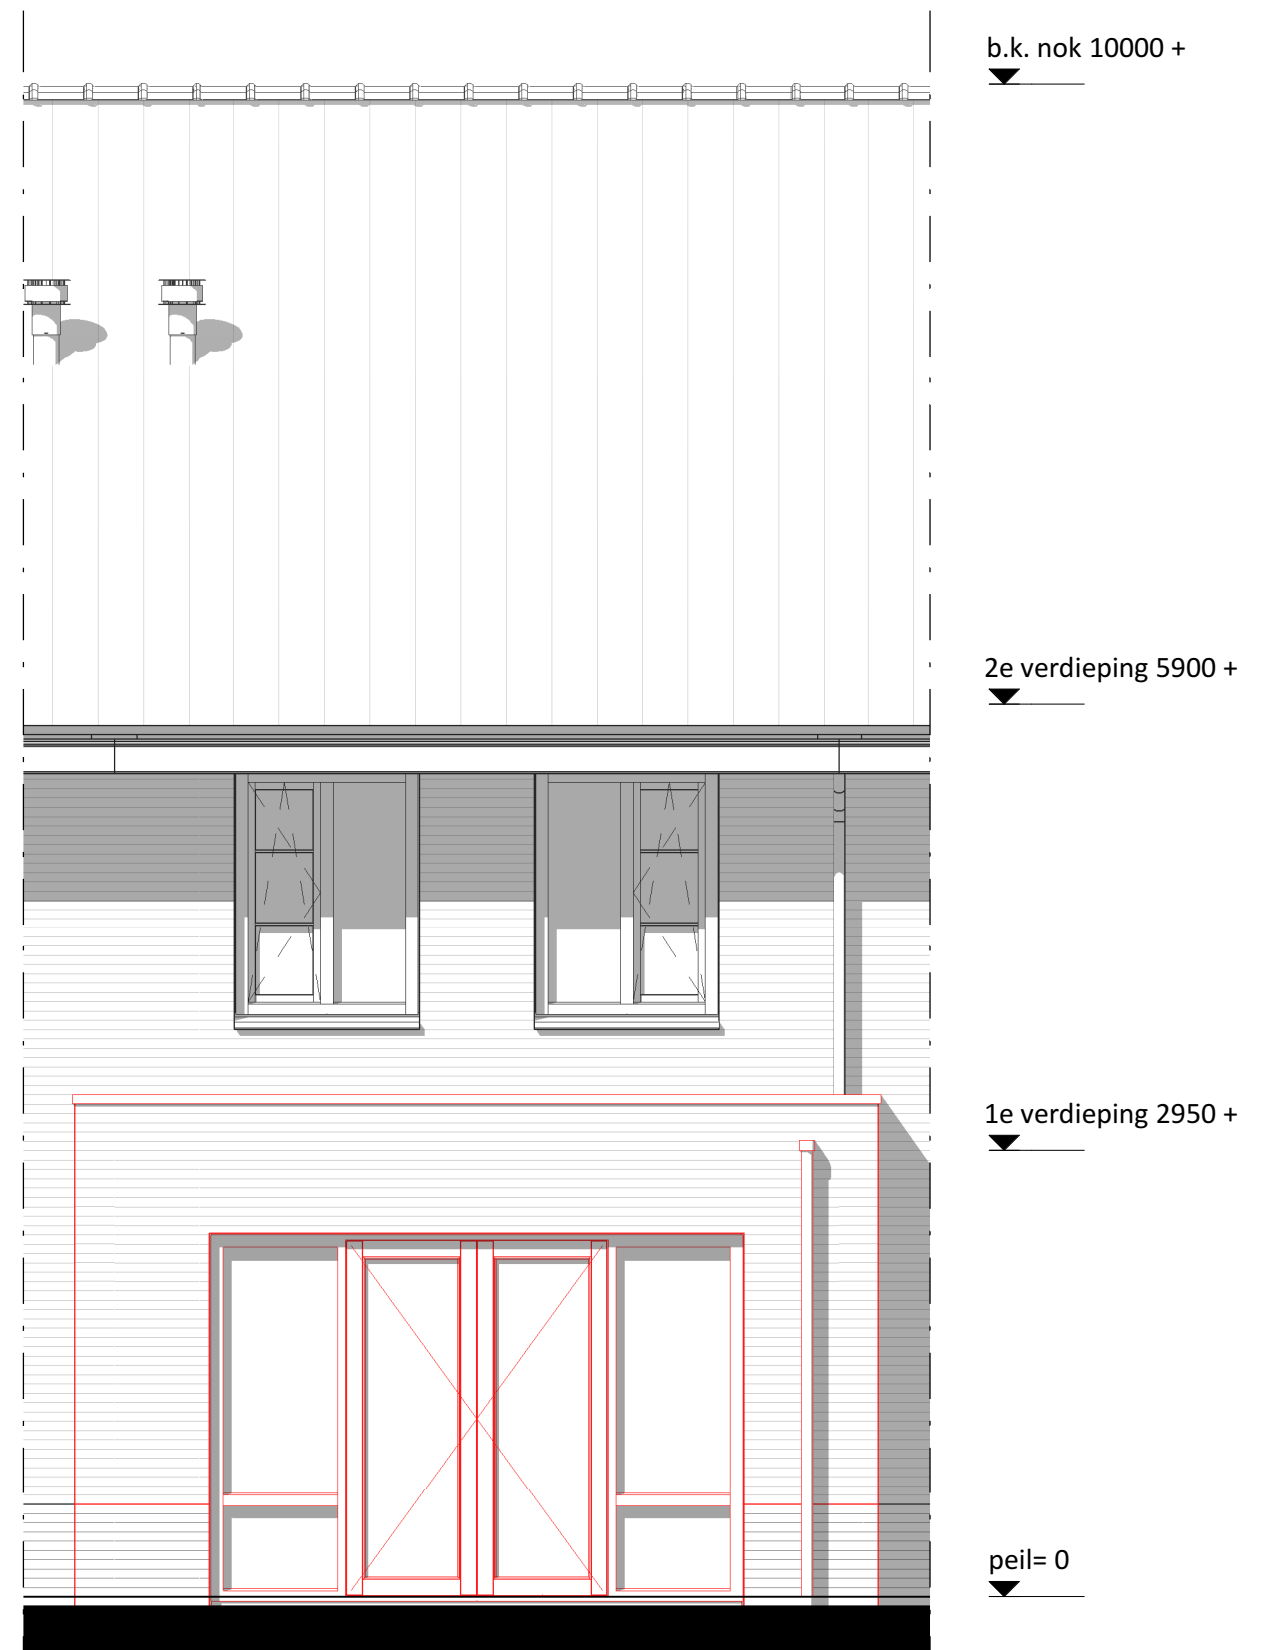 b.k. nok 10000 +
2e verdieping 5900 +
1e verdieping 2950 +
peil= 0